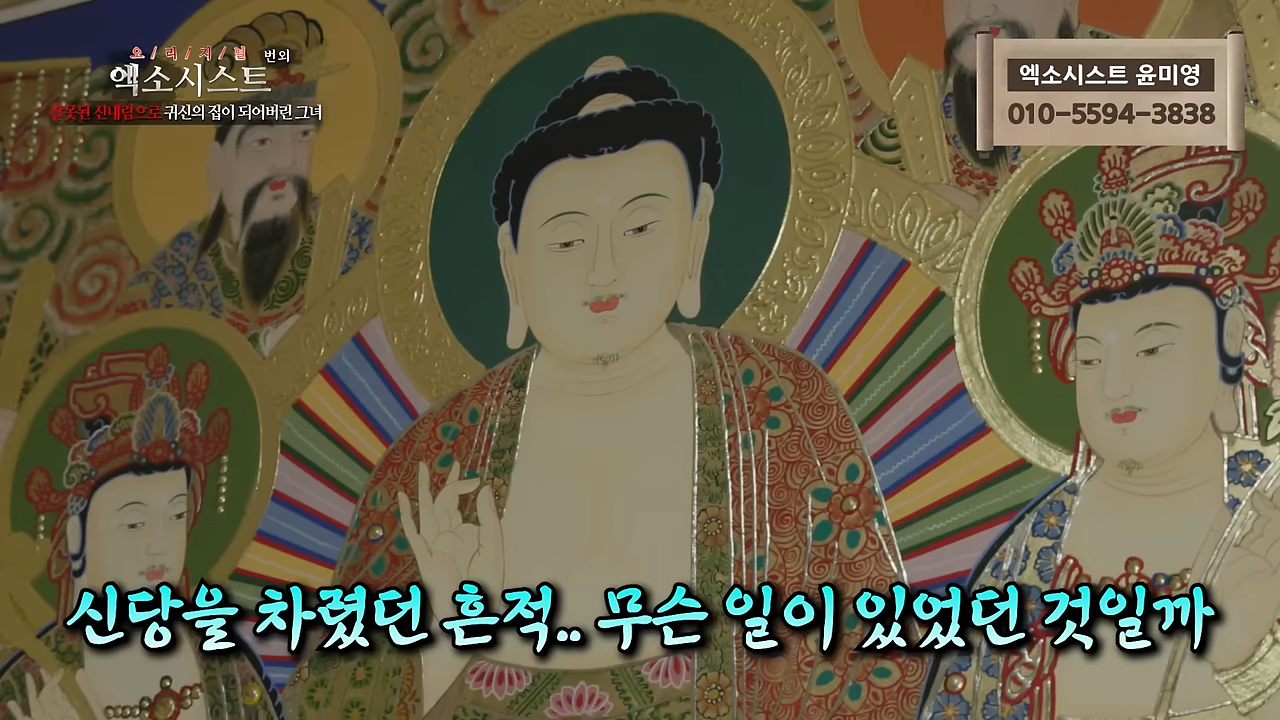 오/리/지/널 번외
엑소시스트
잘못된 신내림으로 귀신의 집이 되어버린 그녀
엑소시스트 윤미영
010-5594-3838
신당을 차렸던 흔적.. 무슨 일이 있었던 것일까